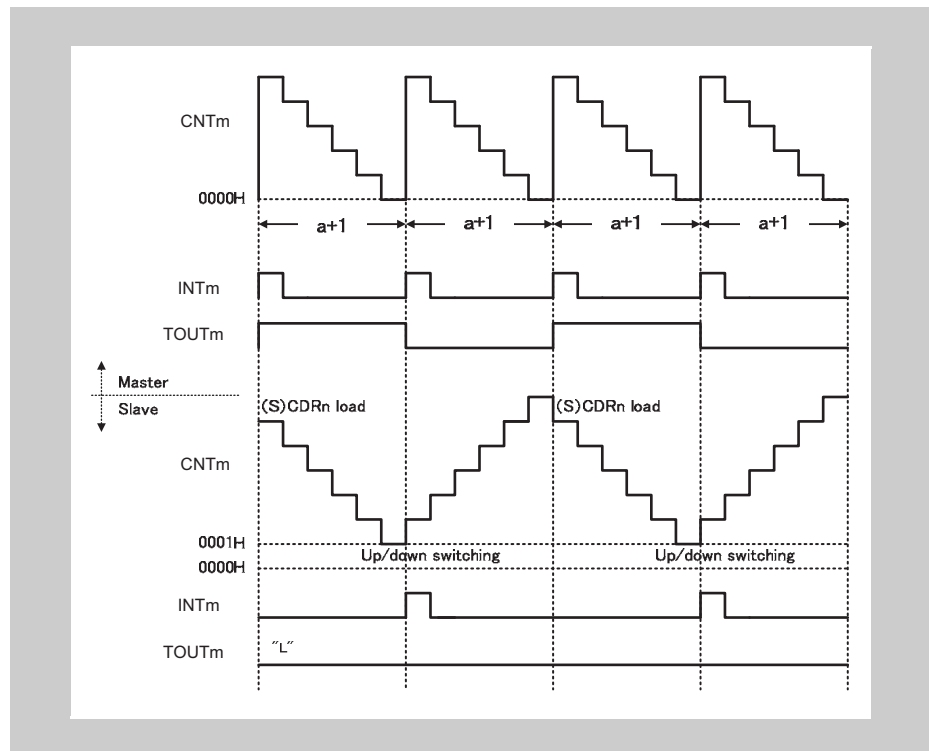 CNTm
0000H
a+1 a+1 a+1 a+1
INTm
TOUTm
Master
Slave
(S)CDRn load (S)CDRn load
CNTm
0001H
Up/down switching Up/down switching
0000H
INTm
TOUTm "L"